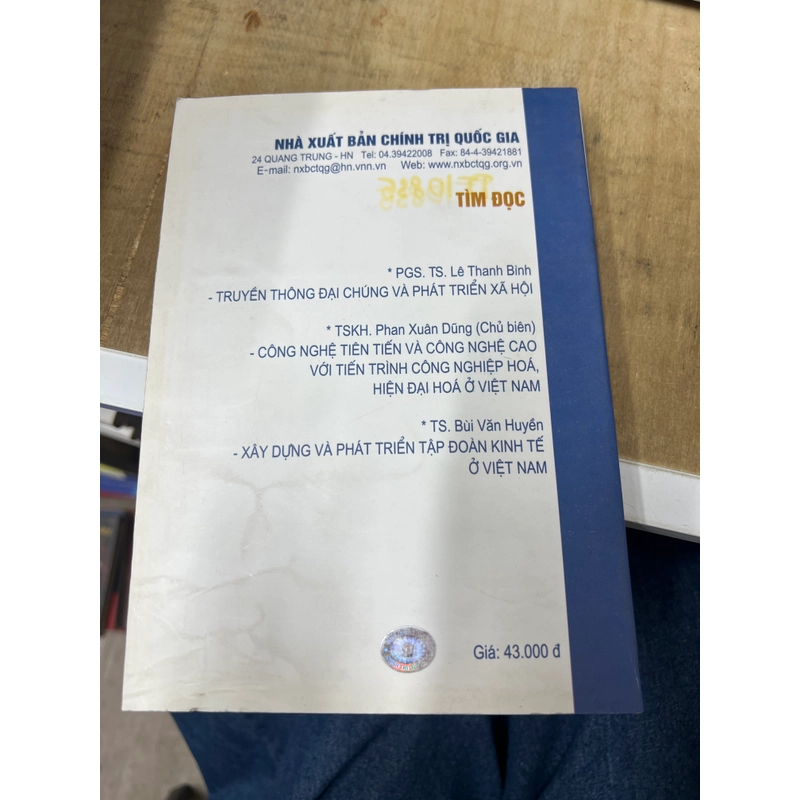 NHÀ XUẤT BẢN CHÍNH TRỊ QUỐC GIA
24 QUANG TRUNG - HN Tel: 04.39422008 Fax: 84-4-39421881
E-mail: nxbctqg@hn.vnn.vn Web: www.nxbctqg.org.vn
TÌM ĐỌC
* PGS. TS. Lê Thanh Bình
- TRUYỀN THÔNG ĐẠI CHÚNG VÀ PHÁT TRIỂN XÃ HỘI
* TSKH. Phan Xuân Dũng (Chủ biên)
- CÔNG NGHỆ TIÊN TIẾN VÀ CÔNG NGHỆ CAO
VỚI TIẾN TRÌNH CÔNG NGHIỆP HOÁ,
HIỆN ĐẠI HOÁ Ở VIỆT NAM
* TS. Bùi Văn Huyền
- XÂY DỰNG VÀ PHÁT TRIỂN TẬP ĐOÀN KINH TẾ
Ở VIỆT NAM
Giá: 43.000 đ